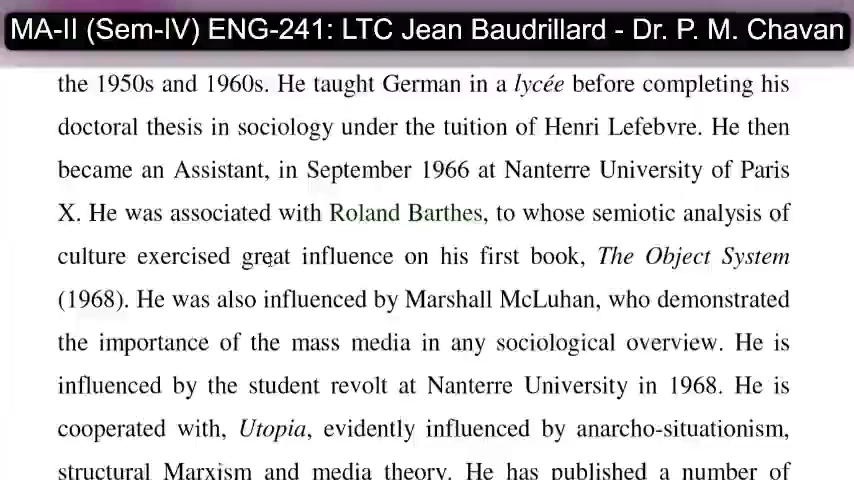 MA-II (Sem-IV) ENG-241: LTC Jean Baudrillard - Dr. P. M. Chavan
the 1950s and 1960s. He taught German in a lycée before completing his
doctoral thesis in sociology under the tuition of Henri Lefebvre. He then
became an Assistant, in September 1966 at Nanterre University of Paris
X. He was associated with Roland Barthes, to whose semiotic analysis of
culture exercised great influence on his first book, The Object System
(1968). He was also influenced by Marshall McLuhan, who demonstrated
the importance of the mass media in any sociological overview. He is
influenced by the student revolt at Nanterre University in 1968. He is
cooperated with, Utopia, evidently influenced by anarcho-situationism,
structural Marxism and media theory. He has published a number of